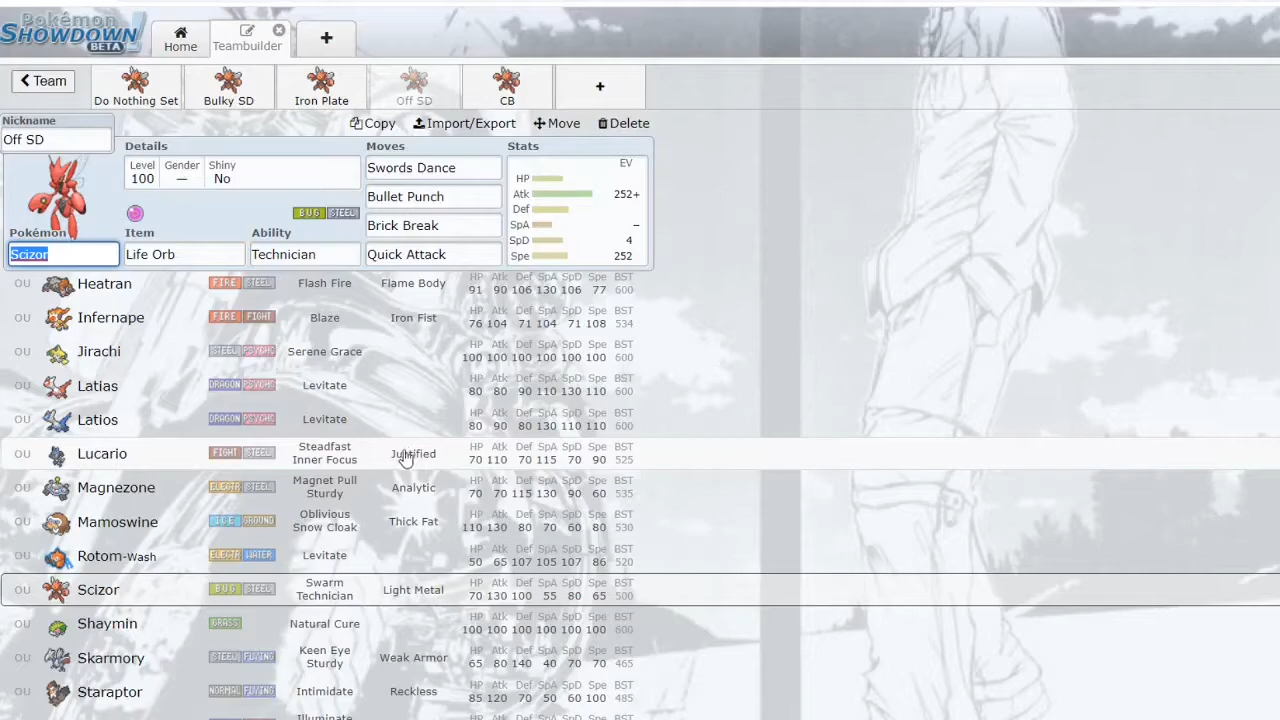 Pokémon
SHOWDOWN!
BETA
Home
Teambuilder
+
< Team
Do Nothing Set
Bulky SD
Iron Plate
Off SD
CB
+
Nickname
Off SD
Copy
Import/Export
Move
Delete
Details
Level Gender Shiny
100 — No
BUG STEEL
Pokémon
Scizor
Item
Life Orb
Ability
Technician
Moves
Swords Dance
Bullet Punch
Brick Break
Quick Attack
Stats
EV
HP
Atk 252+
Def
SpA –
SpD 4
Spe 252
HP Atk Def SpA SpD Spe BST
OU Heatran FIRE STEEL Flash Fire Flame Body 91 90 106 130 106 77 600
HP Atk Def SpA SpD Spe BST
OU Infernape FIRE FIGHT Blaze Iron Fist 76 104 71 104 71 108 534
HP Atk Def SpA SpD Spe BST
OU Jirachi STEEL PSYCHC Serene Grace 100 100 100 100 100 100 600
HP Atk Def SpA SpD Spe BST
OU Latias DRAGON PSYCHC Levitate 80 80 90 110 130 110 600
HP Atk Def SpA SpD Spe BST
OU Latios DRAGON PSYCHC Levitate 80 90 80 130 110 110 600
Steadfast HP Atk Def SpA SpD Spe BST
OU Lucario FIGHT STEEL Inner Focus Justified 70 110 70 115 70 90 525
Magnet Pull HP Atk Def SpA SpD Spe BST
OU Magnezone ELECTR STEEL Sturdy Analytic 70 70 115 130 90 60 535
Oblivious HP Atk Def SpA SpD Spe BST
OU Mamoswine ICE GROUND Snow Cloak Thick Fat 110 130 80 70 60 80 530
HP Atk Def SpA SpD Spe BST
OU Rotom-Wash ELECTR WATER Levitate 50 65 107 105 107 86 520
Swarm HP Atk Def SpA SpD Spe BST
OU Scizor BUG STEEL Technician Light Metal 70 130 100 55 80 65 500
HP Atk Def SpA SpD Spe BST
OU Shaymin GRASS Natural Cure 100 100 100 100 100 100 600
Keen Eye HP Atk Def SpA SpD Spe BST
OU Skarmory STEEL FLYING Sturdy Weak Armor 65 80 140 40 70 70 465
HP Atk Def SpA SpD Spe BST
OU Staraptor NORMAL FLYING Intimidate Reckless 85 120 70 50 60 100 485
Illuminate HP Atk Def SpA SpD Spe BST